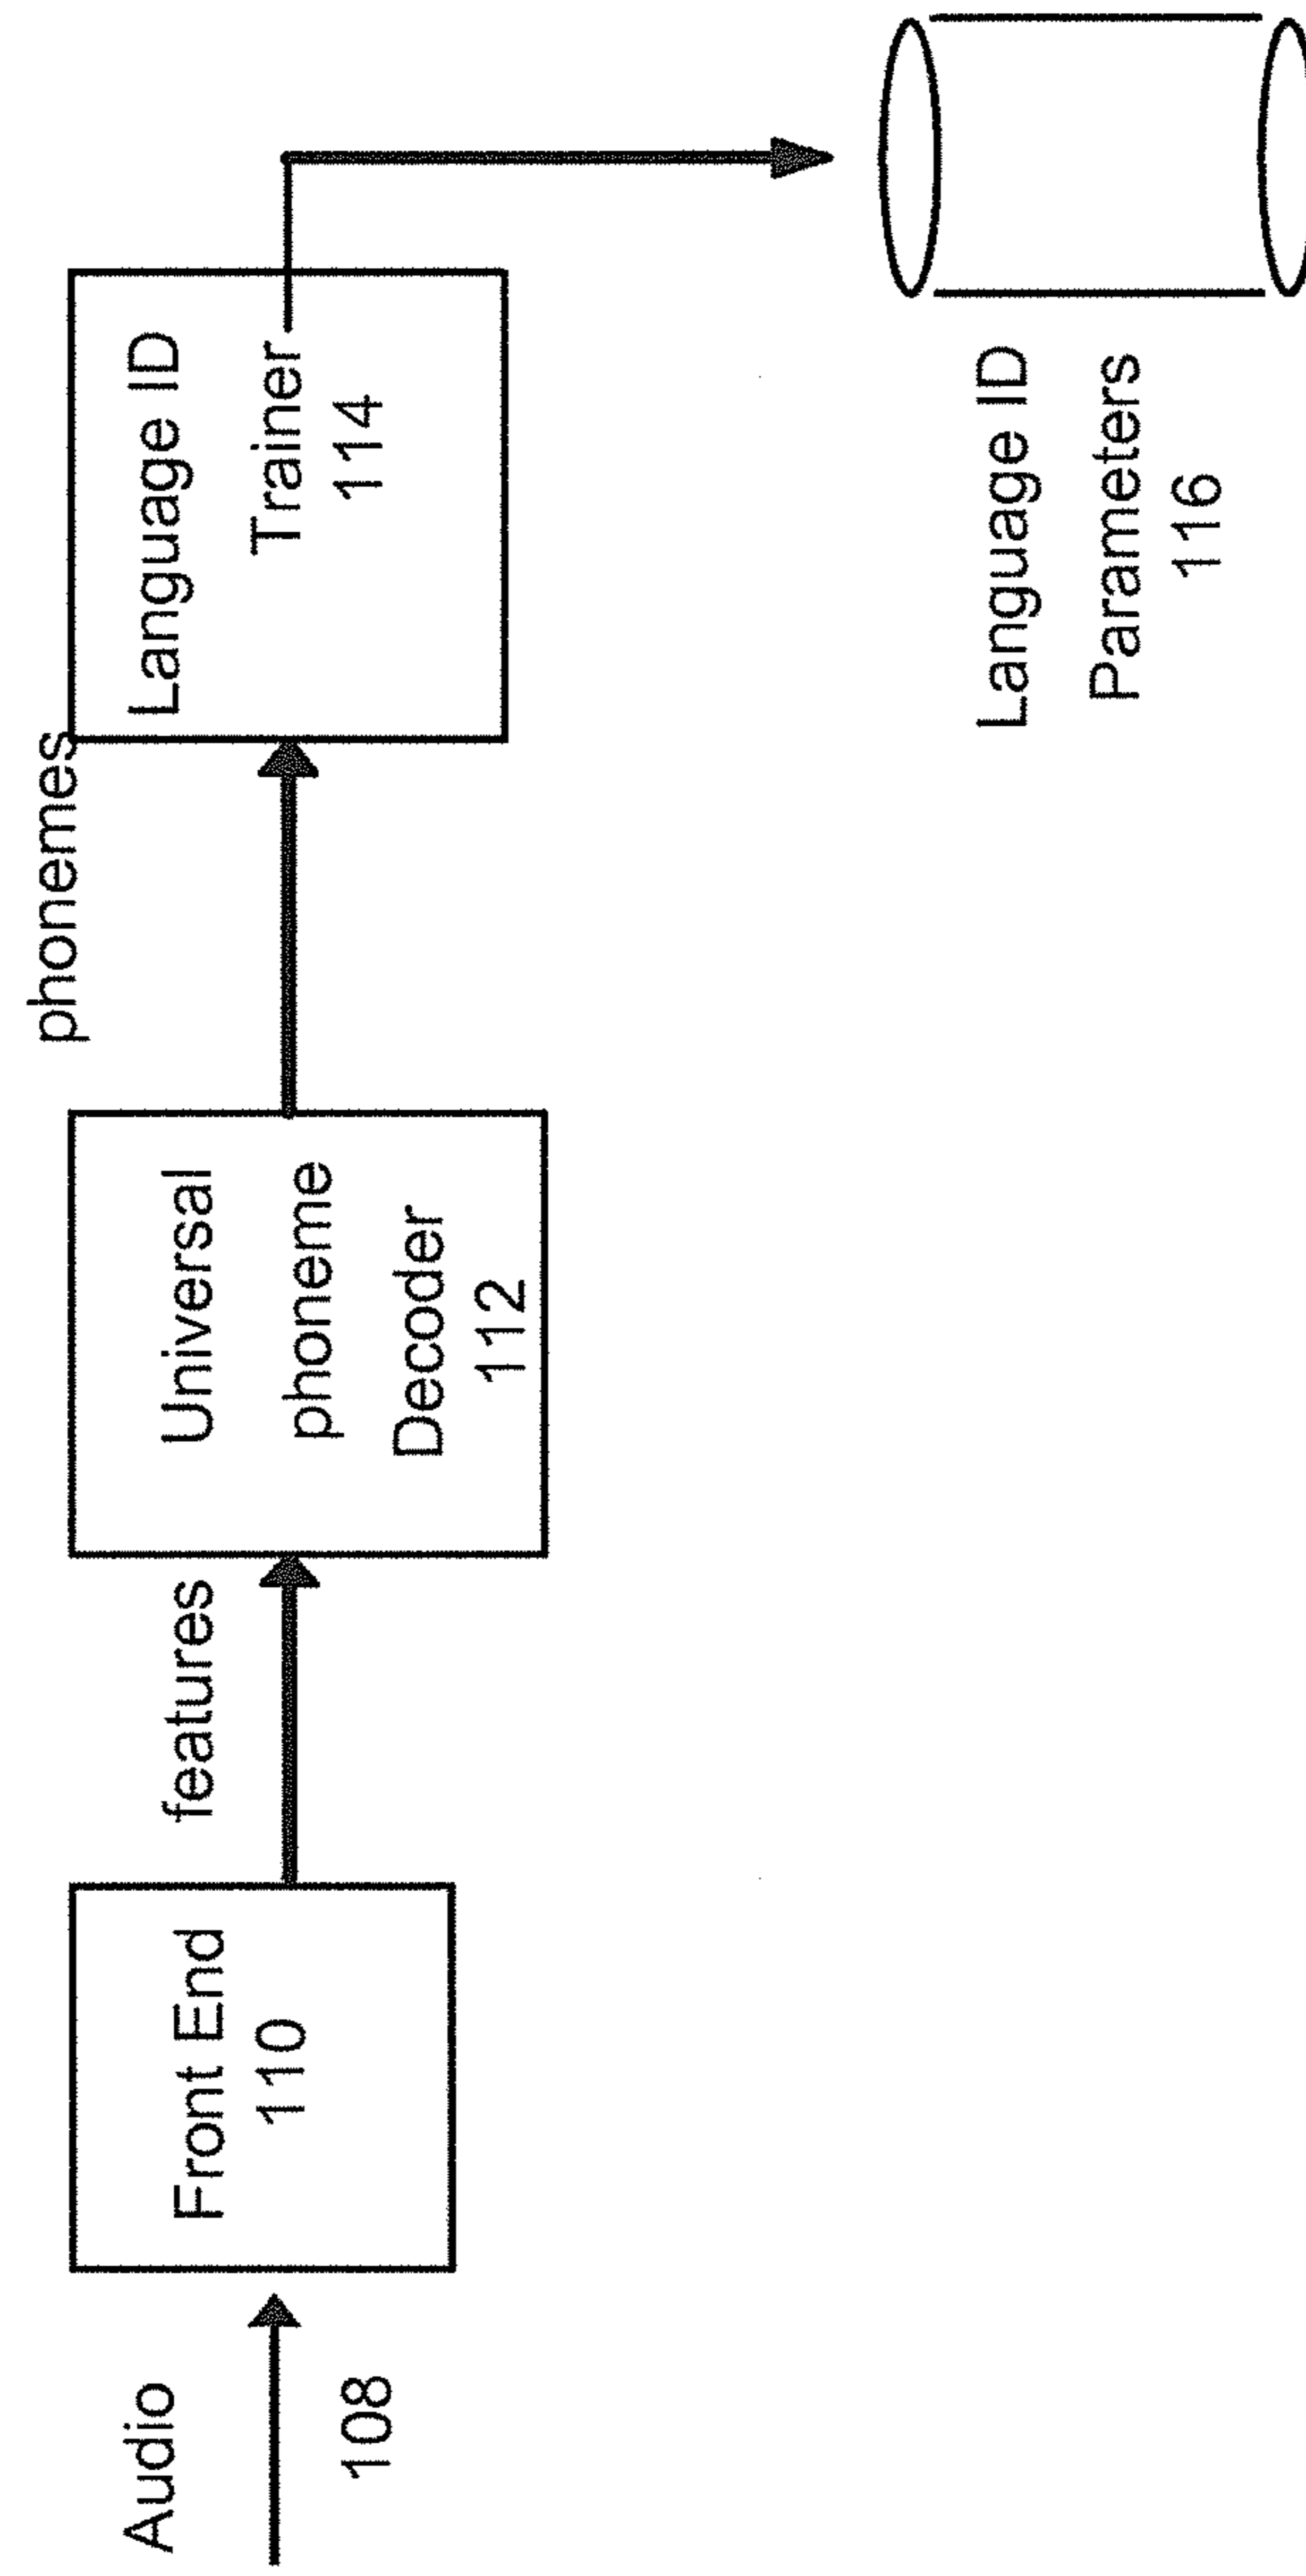 Audio
108
Front End
110
features
Universal
phoneme
Decoder
112
phonemes
Language ID
Trainer
114
Language ID
Parameters
116